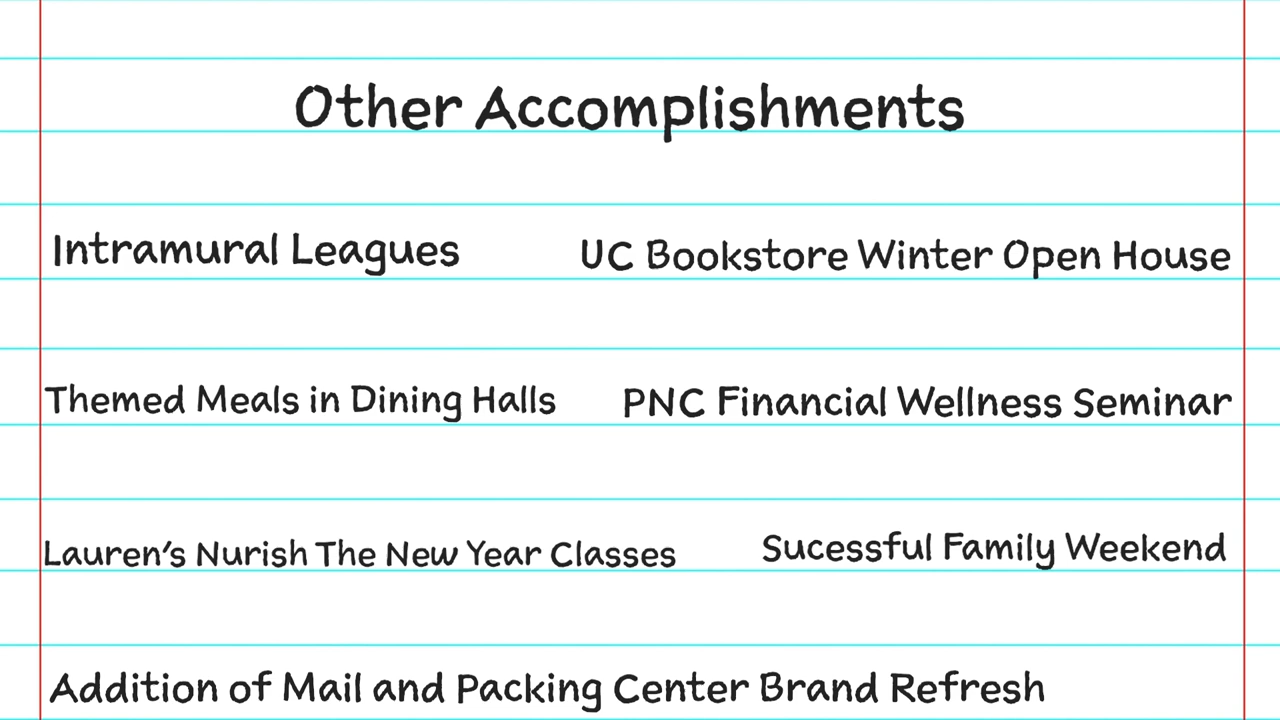 Other Accomplishments
Intramural Leagues
UC Bookstore Winter Open House
Themed Meals in Dining Halls
PNC Financial Wellness Seminar
Lauren's Nurish The New Year Classes
Sucessful Family Weekend
Addition of Mail and Packing Center Brand Refresh